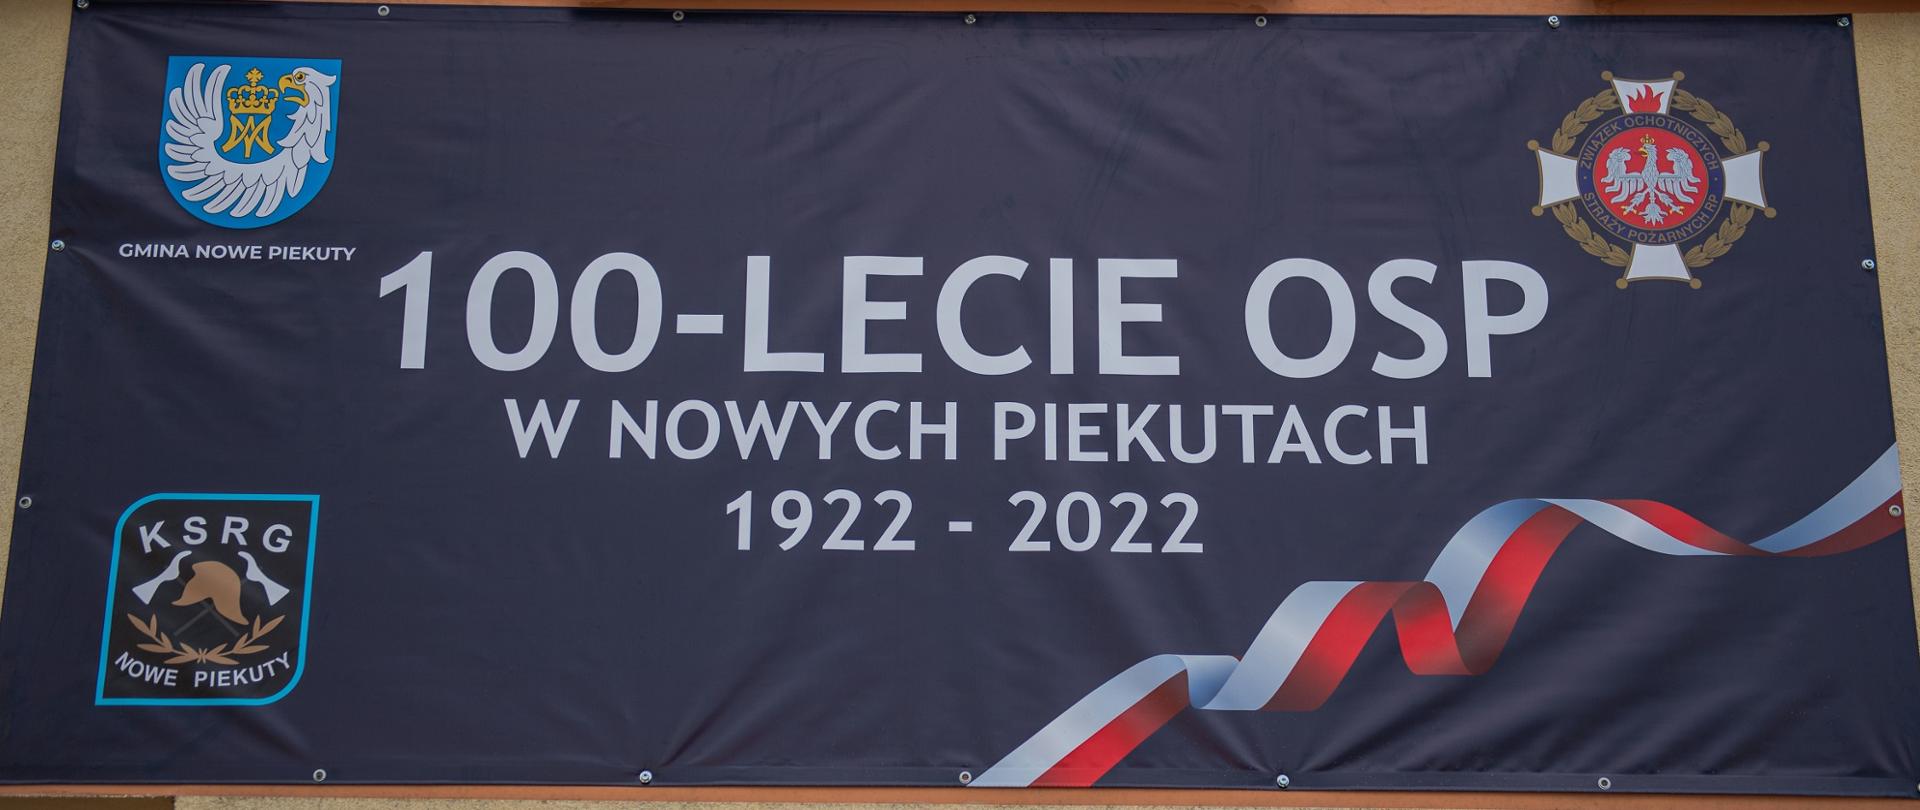 GMINA NOWE PIEKUTY
ZWIĄZEK OCHOTNICZYCH
STRAŻY POŻARNYCH RP
100-LECIE OSP
W NOWYCH PIEKUTACH
1922 - 2022
KSRG
NOWE PIEKUTY